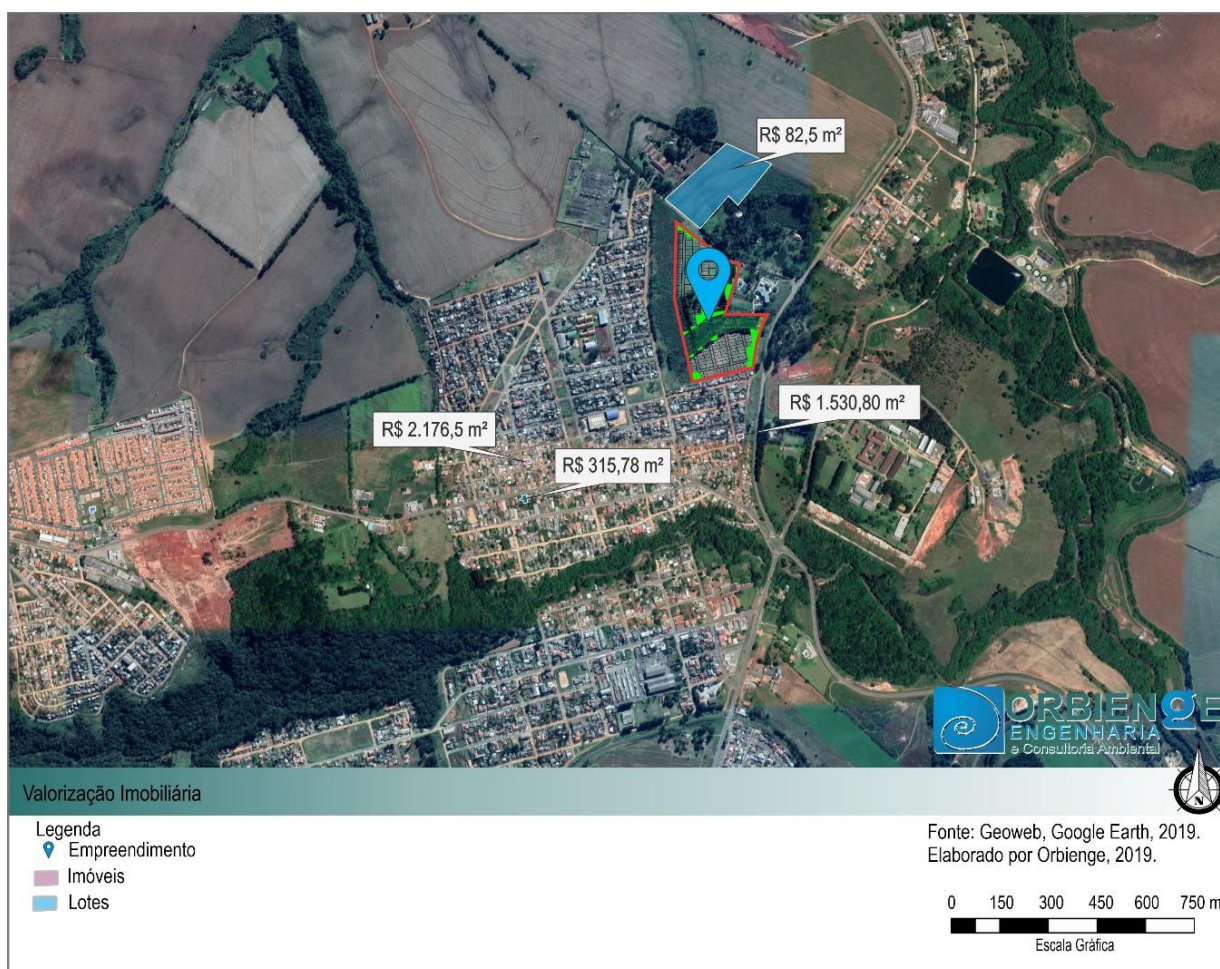 R$ 82,5 m²
R$ 1.530,80 m²
R$ 2.176,5 m²
R$ 315,78 m²
ORBIENGE
ENGENHARIA
e Consultoria Ambiental
Valorização Imobiliária
N
Legenda
Empreendimento
Imóveis
Lotes
Fonte: Geoweb, Google Earth, 2019.
Elaborado por Orbienge, 2019.
0 150 300 450 600 750 m
Escala Gráfica